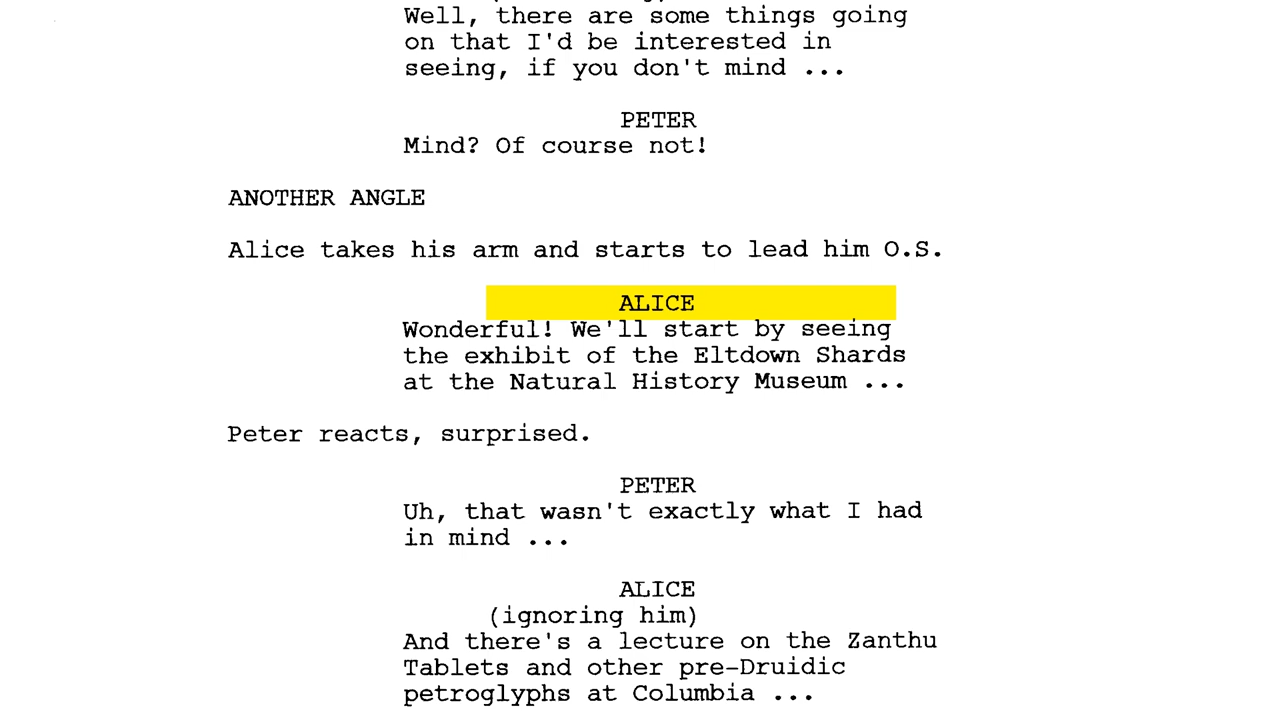 Well, there are some things going
on that I'd be interested in
seeing, if you don't mind ...
PETER
Mind? Of course not!
ANOTHER ANGLE
Alice takes his arm and starts to lead him O.S.
ALICE
Wonderful! We'll start by seeing
the exhibit of the Eltdown Shards
at the Natural History Museum ...
Peter reacts, surprised.
PETER
Uh, that wasn't exactly what I had
in mind ...
ALICE
(ignoring him)
And there's a lecture on the Zanthu
Tablets and other pre-Druidic
petroglyphs at Columbia ...